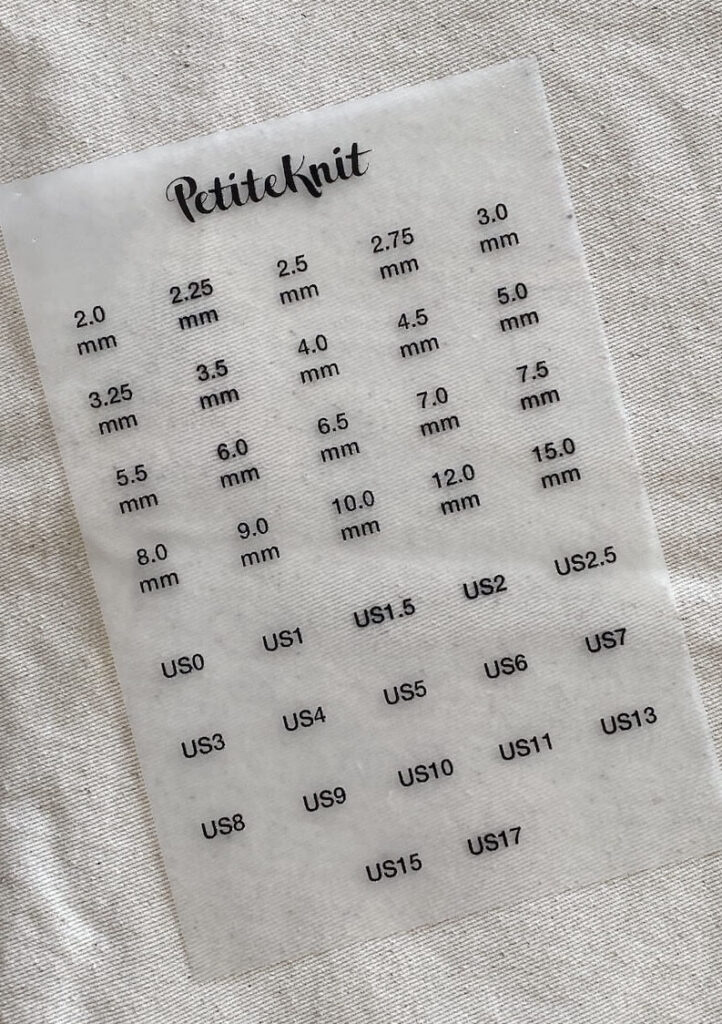 PetiteKnit
2.0 mm 2.25 mm 2.5 mm 2.75 mm 3.0 mm
3.25 mm 3.5 mm 4.0 mm 4.5 mm 5.0 mm
5.5 mm 6.0 mm 6.5 mm 7.0 mm 7.5 mm
8.0 mm 9.0 mm 10.0 mm 12.0 mm 15.0 mm
US0 US1 US1.5 US2 US2.5
US3 US4 US5 US6 US7
US8 US9 US10 US11 US13
US15 US17